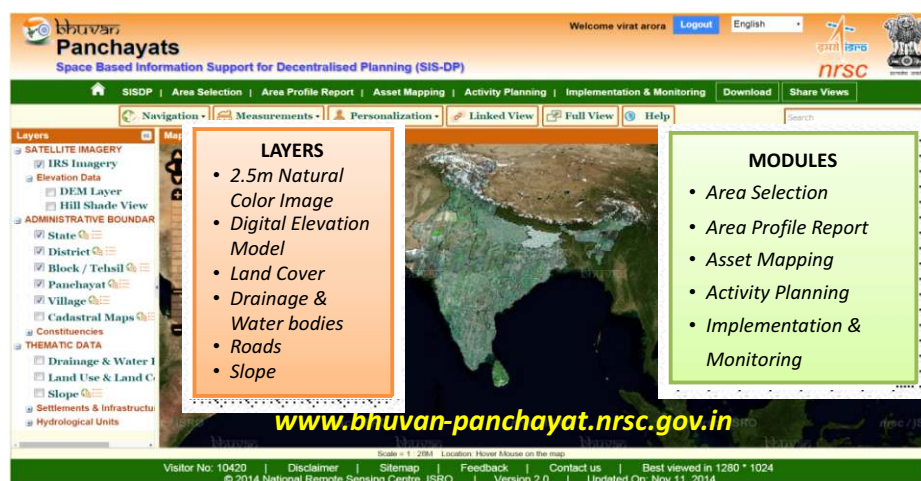 bhuvan
Panchayats
Space Based Information Support for Decentralised Planning (SIS-DP)
Welcome virat arora Logout English
इसरो isro
nrsc
SISDP | Area Selection | Area Profile Report | Asset Mapping | Activity Planning | Implementation & Monitoring Download Share Views
Navigation Measurements Personalization Linked View Full View Help Search
Layers
SATELLITE IMAGERY
IRS Imagery
Elevation Data
DEM Layer
Hill Shade View
ADMINISTRATIVE BOUNDAR
State
District
Block / Tehsil
Panchayat
Village
Cadastral Maps
Constituencies
THEMATIC DATA
Drainage & Water
Land Use & Land
Slope
Settlements & Infrastructu
Hydrological Units
Map
LAYERS
• 2.5m Natural
Color Image
• Digital Elevation
Model
• Land Cover
• Drainage &
Water bodies
• Roads
• Slope
MODULES
• Area Selection
• Area Profile Report
• Asset Mapping
• Activity Planning
• Implementation &
Monitoring
www.bhuvan-panchayat.nrsc.gov.in
Scale = 1 : 28M Location: Hover Mouse on the map
Visitor No: 10420 | Disclaimer | Sitemap | Feedback | Contact us | Best viewed in 1280 * 1024
© 2014 National Remote Sensing Centre, ISRO | Version 2.0 | Updated On: Nov 11, 2014